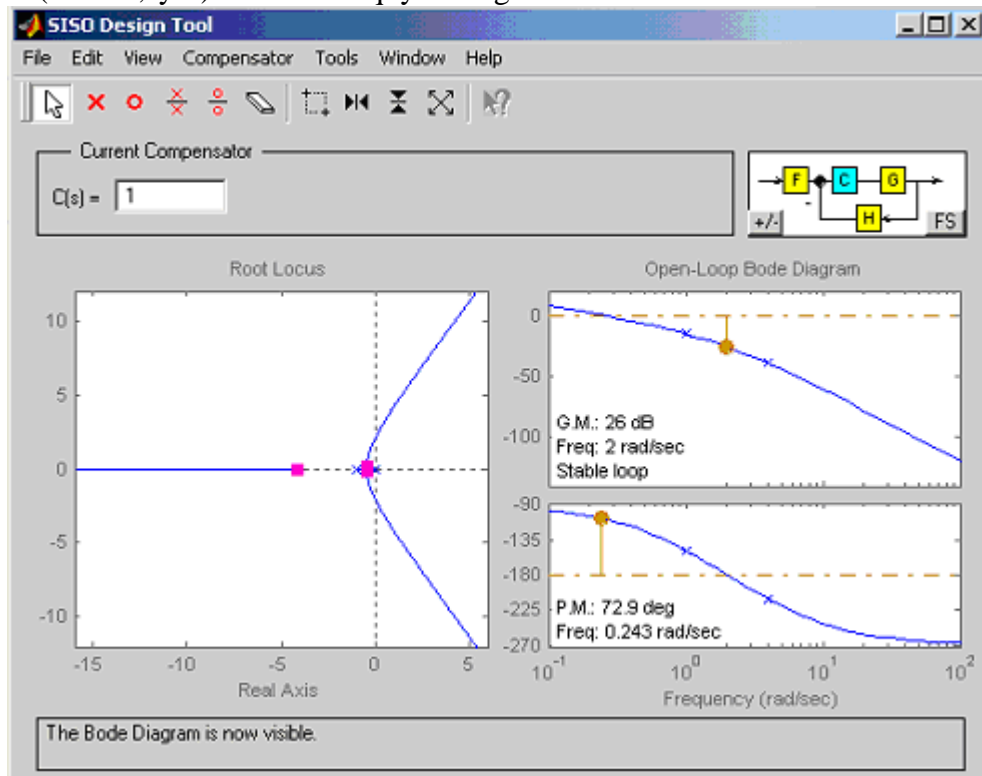 SISO Design Tool
File Edit View Compensator Tools Window Help
Current Compensator
C(s) = 1
F C G
H
+/-
FS
Root Locus
10
5
0
-5
-10
-15 -10 -5 0 5
Real Axis
Open-Loop Bode Diagram
0
-50
-100
G.M.: 26 dB
Freq: 2 rad/sec
Stable loop
-90
-135
-180
-225
-270
P.M.: 72.9 deg
Freq: 0.243 rad/sec
10^-1 10^0 10^1 10^2
Frequency (rad/sec)
The Bode Diagram is now visible.